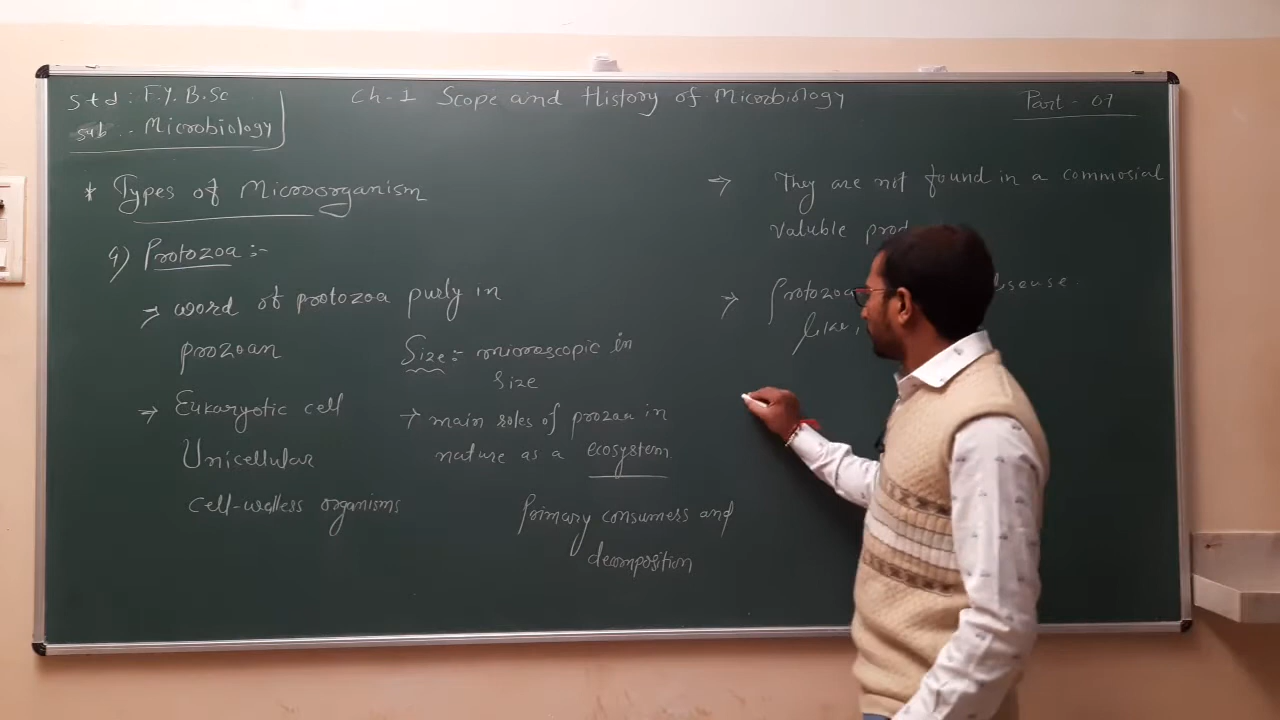 std : F.Y. B.Sc
sub :- Microbiology
Ch-1 Scope and History of Microbiology
Part - 07
* Types of Microorganism
4) Protozoa :-
→ word of protozoa purly in
prozoan
→ Eukaryotic cell
Unicellular
cell-walless organisms
Size :- microscopic in
size
→ main roles of prozaa in
nature as a ecosystem
primary consumess and
decomposition
→ They are not found in a commosial
valuble prod
→ Protozoa
like,